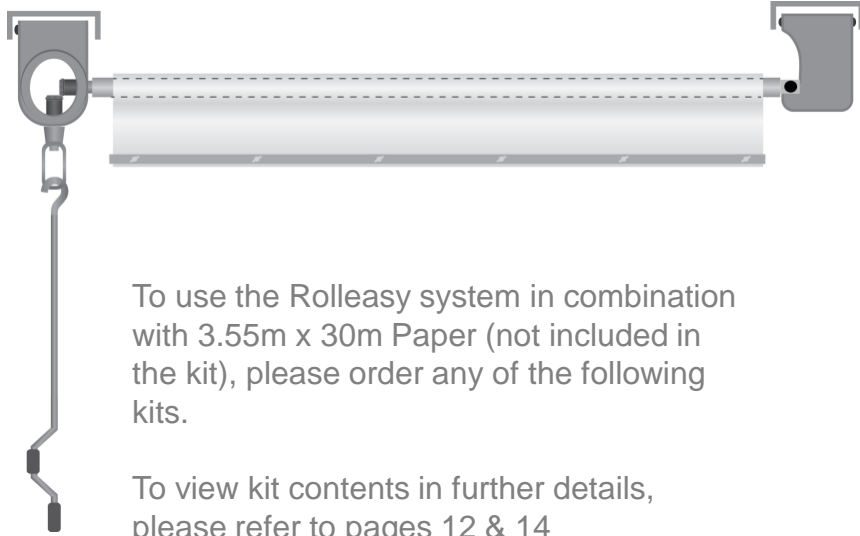 To use the Rolleasy system in combination
with 3.55m x 30m Paper (not included in
the kit), please order any of the following
kits.
To view kit contents in further details,
please refer to pages 12 & 14